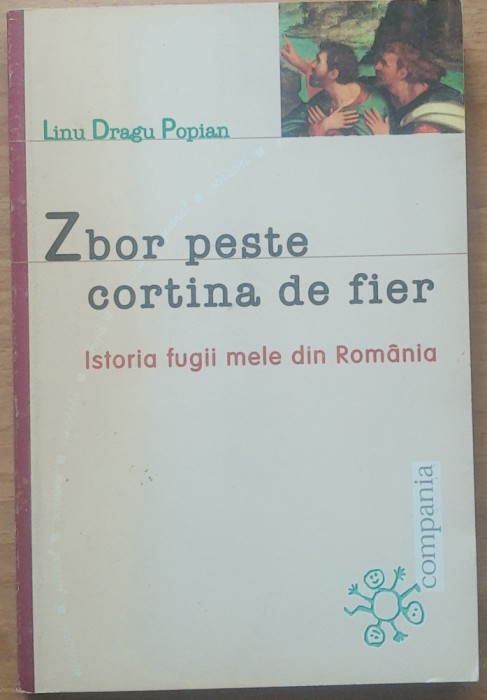 Linu Dragu Popian
Zbor peste
cortina de fier
Istoria fugii mele din România
compania